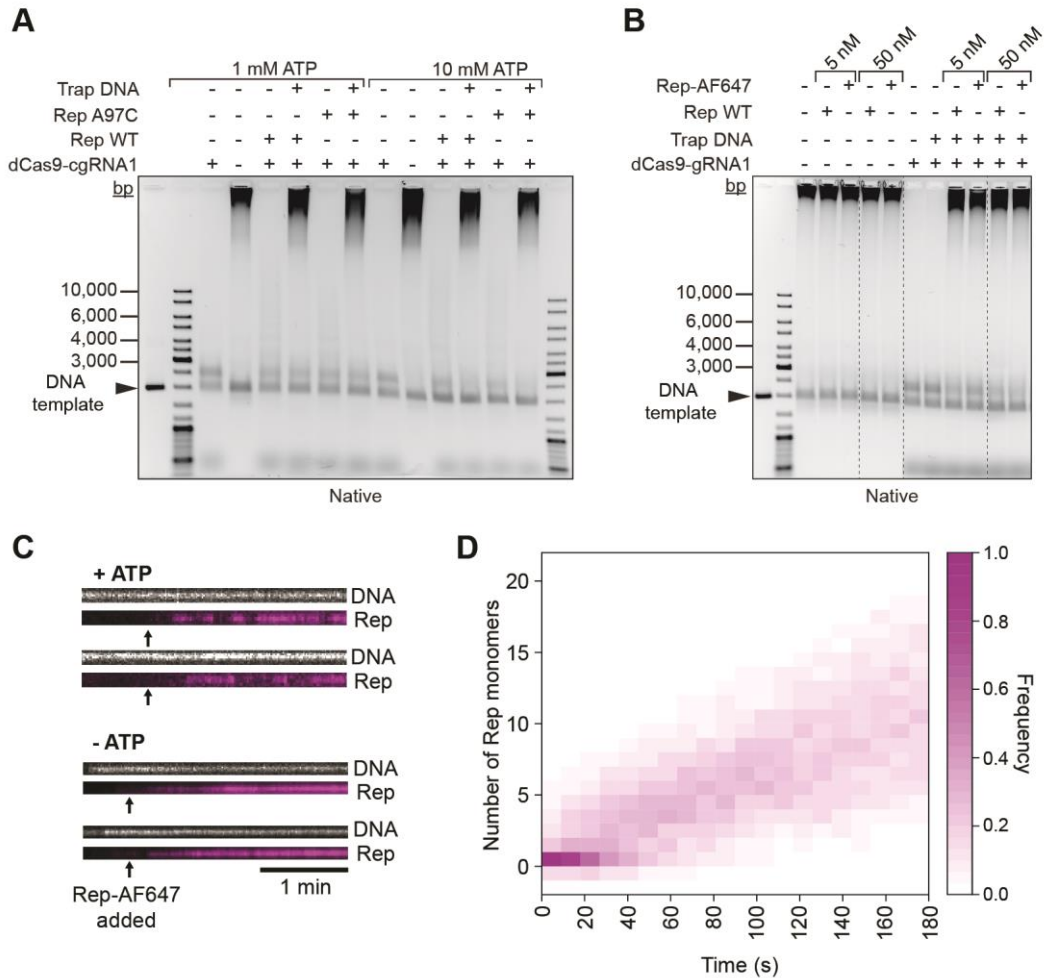 A
1 mM ATP 10 mM ATP
Trap DNA - - - + - + - - - + - +
Rep A97C - - - - + + - - - - + +
Rep WT - - + + - - - - + + - -
dCas9-cgRNA1 + - + + + + + - + + + +
bp
10,000
6,000
4,000
3,000
DNA
template
Native
B
5 nM 50 nM 5 nM 50 nM
Rep-AF647 - - + - + - - - + - +
Rep WT - + - + - - - + - + -
Trap DNA - - - - - - + + + + +
dCas9-gRNA1 - - - - - + + + + + +
bp
10,000
6,000
4,000
3,000
DNA
template
Native
C
+ ATP
DNA
Rep
DNA
Rep
- ATP
DNA
Rep
DNA
Rep
Rep-AF647
added
1 min
D
Number of Rep monomers
20
15
10
5
0
0 20 40 60 80 100 120 140 160 180
Time (s)
1.0
0.8
0.6
0.4
0.2
0.0
Frequency